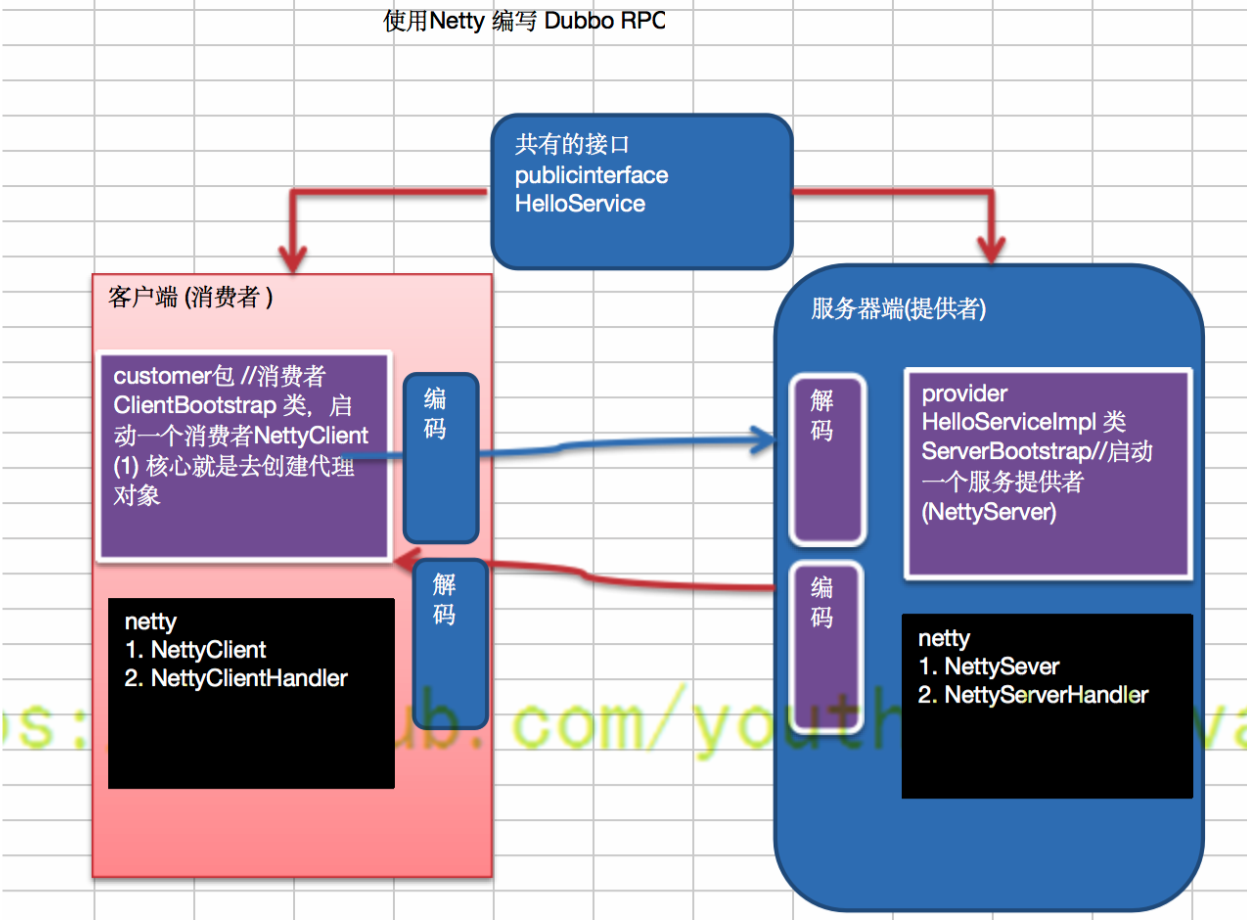 使用Netty 编写 Dubbo RPC
共有的接口
publicinterface
HelloService
客户端 (消费者 )
customer包 //消费者
ClientBootstrap 类，启
动一个消费者NettyClient
(1) 核心就是去创建代理
对象
编
码
解
码
netty
1. NettyClient
2. NettyClientHandler
服务器端(提供者)
解
码
编
码
provider
HelloServiceImpl 类
ServerBootstrap//启动
一个服务提供者
(NettyServer)
netty
1. NettySever
2. NettyServerHandler
ub.com/youth